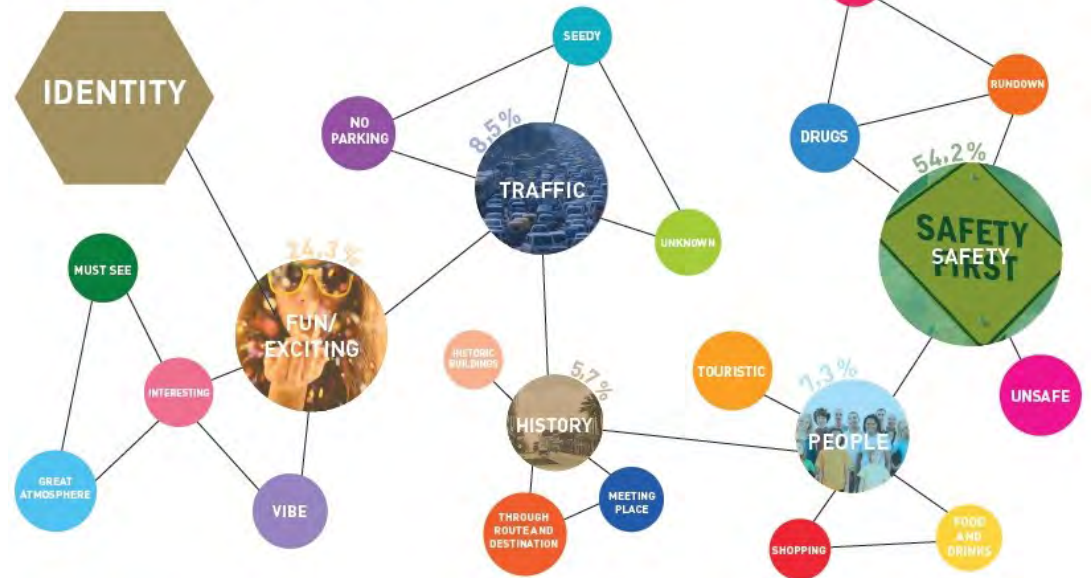 IDENTITY
SEEDY
NO
PARKING
8,5%
TRAFFIC
UNKNOWN
RUNDOWN
DRUGS
54,2%
SAFETY
FIRST
SAFETY
UNSAFE
MUST SEE
24,3%
FUN/
EXCITING
INTERESTING
GREAT
ATMOSPHERE
VIBE
HISTORIC
BUILDINGS
5,7%
HISTORY
THROUGH
ROUTE AND
DESTINATION
MEETING
PLACE
TOURISTIC
7,3%
PEOPLE
SHOPPING
FOOD
AND
DRINKS